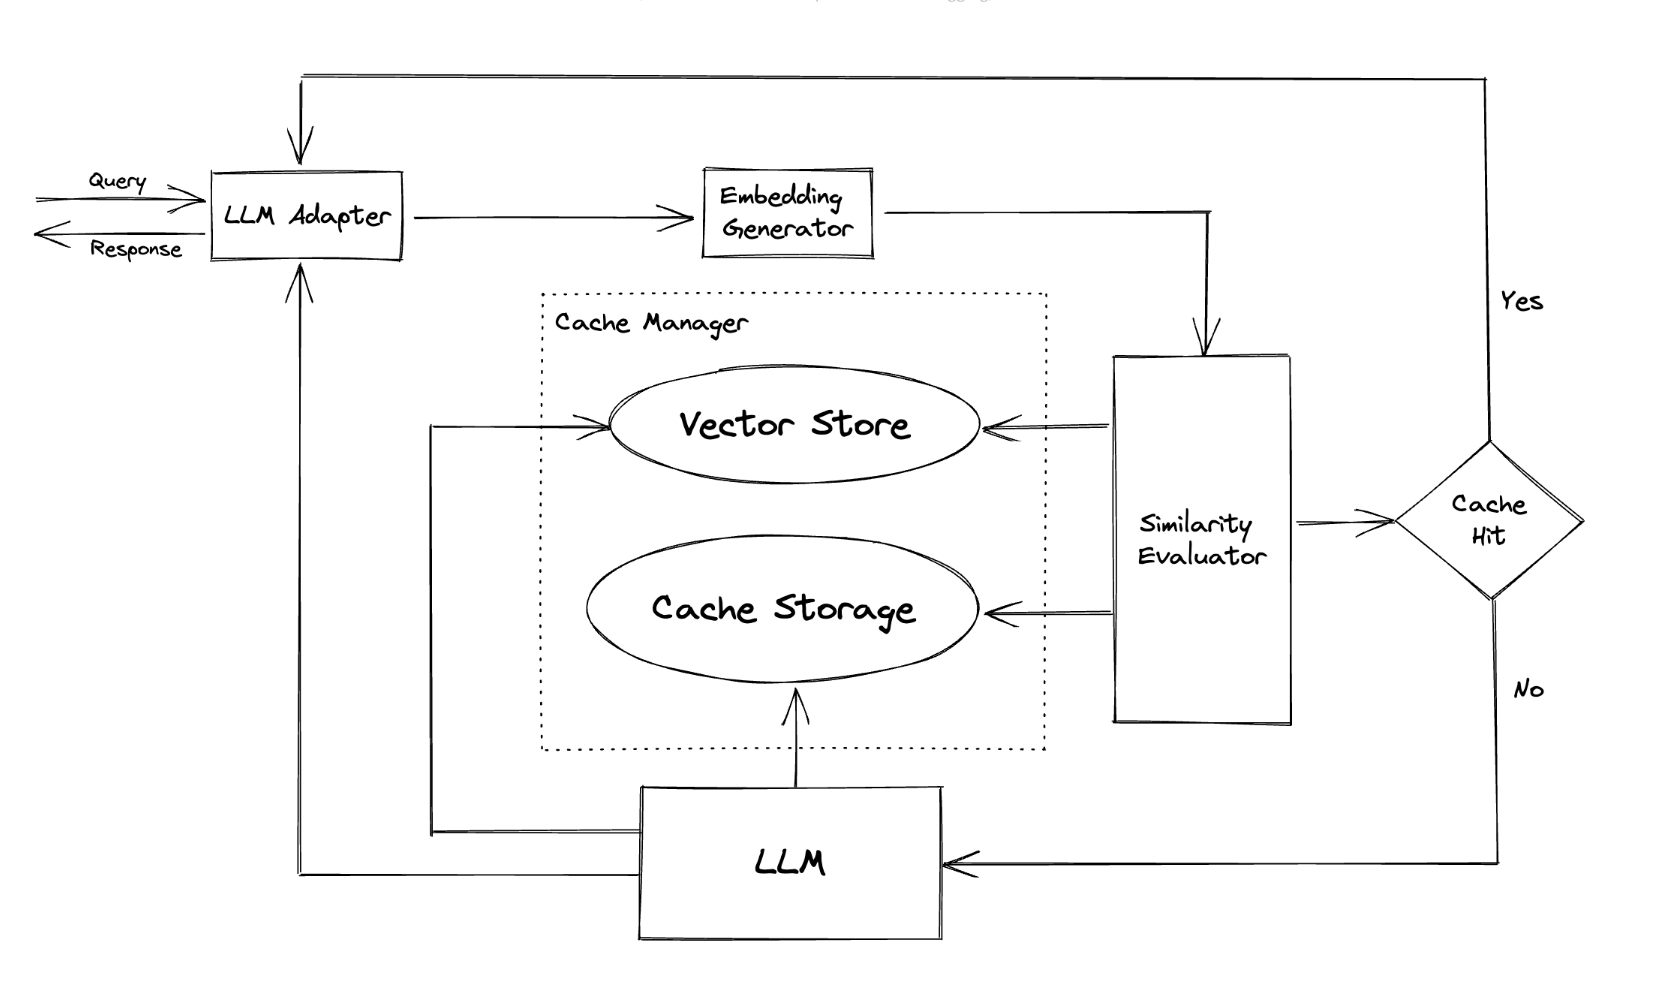 Query
LLM Adapter
Response
Embedding
Generator
Cache Manager
Yes
Vector Store
Cache
Hit
Similarity
Evaluator
Cache Storage
No
LLM